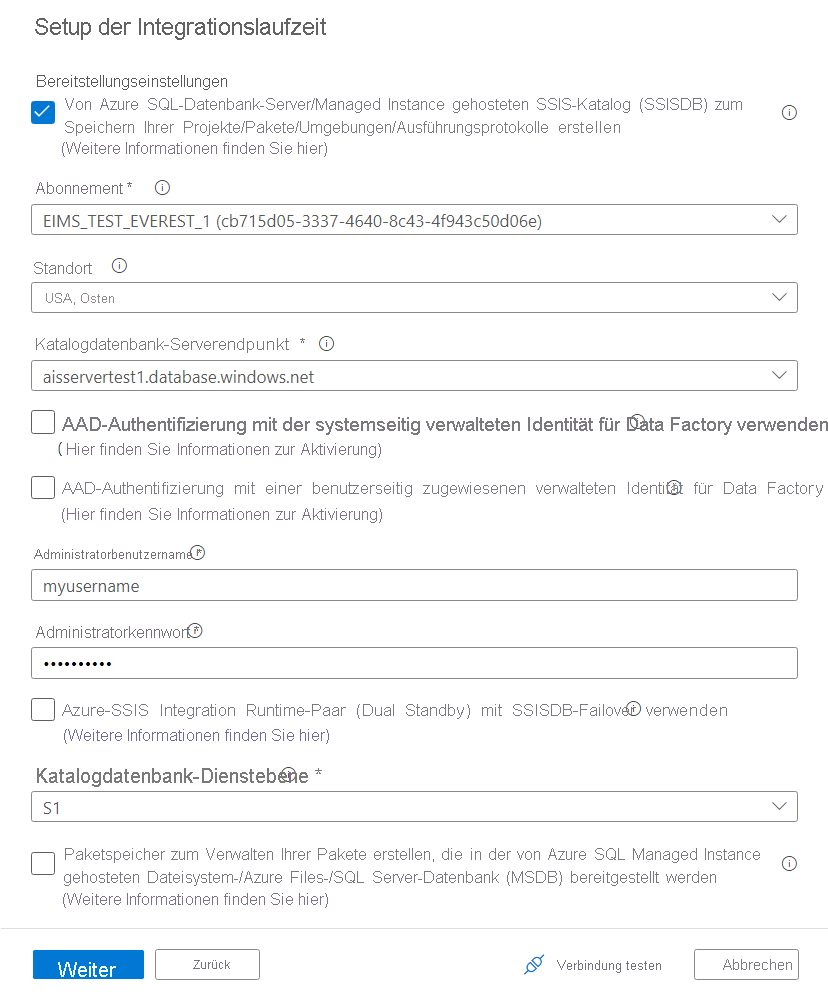 Setup der Integrationslaufzeit
Bereitstellungseinstellungen
Von Azure SQL-Datenbank-Server/Managed Instance gehosteten SSIS-Katalog (SSISDB) zum
Speichern Ihrer Projekte/Pakete/Umgebungen/Ausführungsprotokolle erstellen
(Weitere Informationen finden Sie hier)
Abonnement *
EIMS_TEST_EVEREST_1 (cb715d05-3337-4640-8c43-4f943c50d06e)
Standort
USA, Osten
Katalogdatenbank-Serverendpunkt *
aisservertest1.database.windows.net
AAD-Authentifizierung mit der systemseitig verwalteten Identität für Data Factory verwenden
(Hier finden Sie Informationen zur Aktivierung)
AAD-Authentifizierung mit einer benutzerseitig zugewiesenen verwalteten Identität für Data Factory
(Hier finden Sie Informationen zur Aktivierung)
Administratorbenutzername *
myusername
Administratorkennwort *
••••••••••
Azure-SSIS Integration Runtime-Paar (Dual Standby) mit SSISDB-Failover verwenden
(Weitere Informationen finden Sie hier)
Katalogdatenbank-Dienstebene *
S1
Paketspeicher zum Verwalten Ihrer Pakete erstellen, die in der von Azure SQL Managed Instance
gehosteten Dateisystem-/Azure Files-/SQL Server-Datenbank (MSDB) bereitgestellt werden
(Weitere Informationen finden Sie hier)
Weiter Zurück Verbindung testen Abbrechen